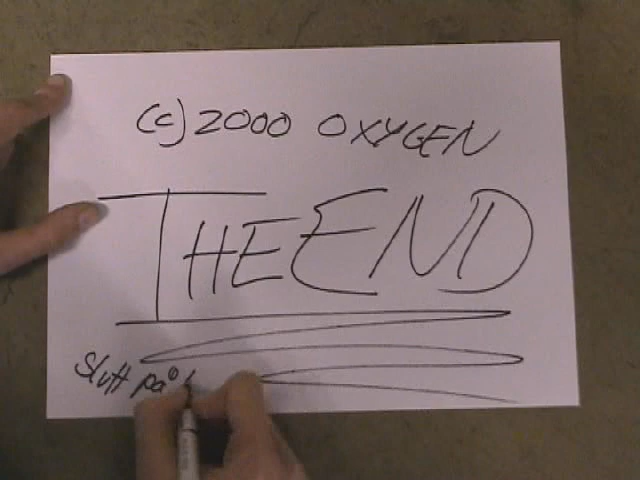 (c) 2000 OXYGEN
THE END
Slutt på